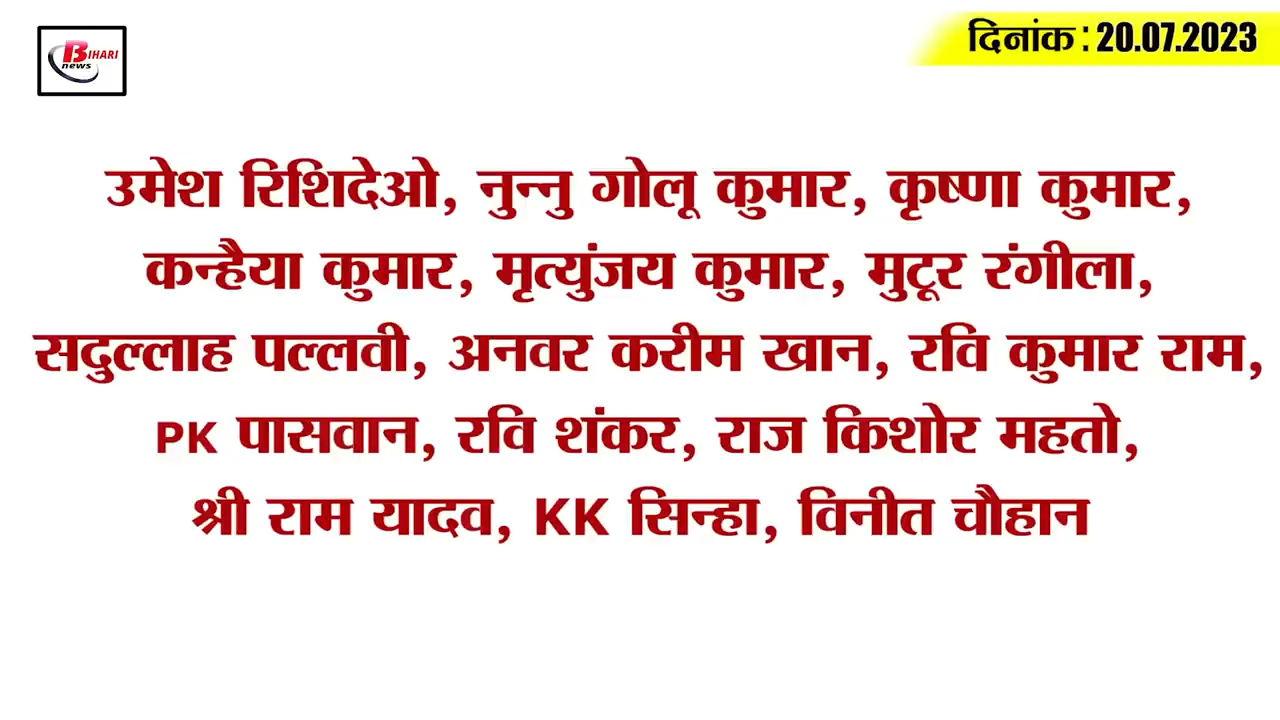 BIHARI
news
दिनांक : 20.07.2023
उमेश रिशिदेओ, नुन्नु गोलू कुमार, कृष्णा कुमार,
कन्हैया कुमार, मृत्युंजय कुमार, मुटूर रंगीला,
सदुल्लाह पल्लवी, अनवर करीम खान, रवि कुमार राम,
PK पासवान, रवि शंकर, राज किशोर महतो,
श्री राम यादव, KK सिन्हा, विनीत चौहान